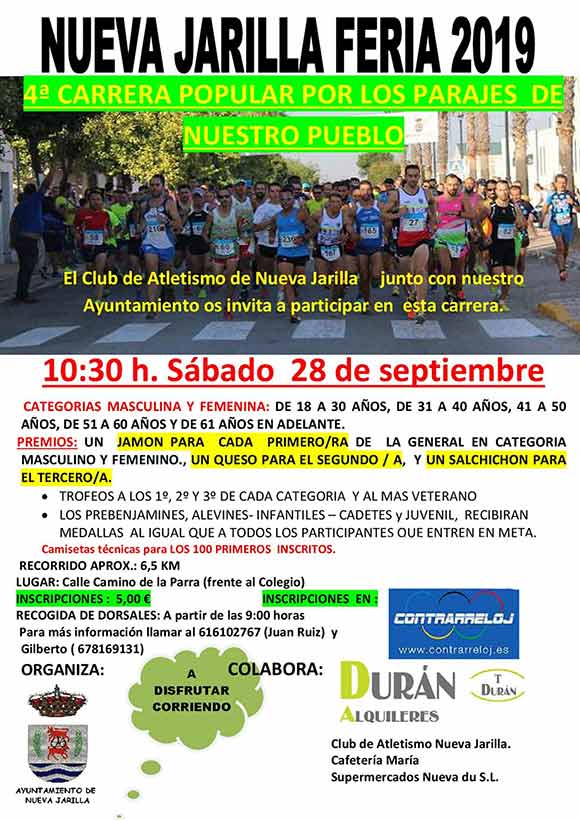 NUEVA JARILLA FERIA 2019
4ª CARRERA POPULAR POR LOS PARAJES DE
NUESTRO PUEBLO
El Club de Atletismo de Nueva Jarilla junto con nuestro
Ayuntamiento os invita a participar en esta carrera.
10:30 h. Sábado 28 de septiembre
CATEGORIAS MASCULINA Y FEMENINA: DE 18 A 30 AÑOS, DE 31 A 40 AÑOS, 41 A 50
AÑOS, DE 51 A 60 AÑOS Y DE 61 AÑOS EN ADELANTE.
PREMIOS: UN JAMON PARA CADA PRIMERO/RA DE LA GENERAL EN CATEGORIA
MASCULINO Y FEMENINO., UN QUESO PARA EL SEGUNDO / A, Y UN SALCHICHON PARA
EL TERCERO/A.
• TROFEOS A LOS 1º, 2º Y 3º DE CADA CATEGORIA Y AL MAS VETERANO
• LOS PREBENJAMINES, ALEVINES- INFANTILES – CADETES y JUVENIL, RECIBIRAN
MEDALLAS AL IGUAL QUE A TODOS LOS PARTICIPANTES QUE ENTREN EN META.
Camisetas técnicas para LOS 100 PRIMEROS INSCRITOS.
RECORRIDO APROX.: 6,5 KM
LUGAR: Calle Camino de la Parra (frente al Colegio)
INSCRIPCIONES : 5,00 € INSCRIPCIONES EN :
RECOGIDA DE DORSALES: A partir de las 9:00 horas
Para más información llamar al 616102767 (Juan Ruiz) y
Gilberto ( 678169131)
CONTRARRELOJ
www.contrarreloj.es
ORGANIZA:
COLABORA:
A
DISFRUTAR
CORRIENDO
DURÁN
ALQUILERES
T
DURÁN
AYUNTAMIENTO DE
NUEVA JARILLA
Club de Atletismo Nueva Jarilla.
Cafetería María
Supermercados Nueva du S.L.